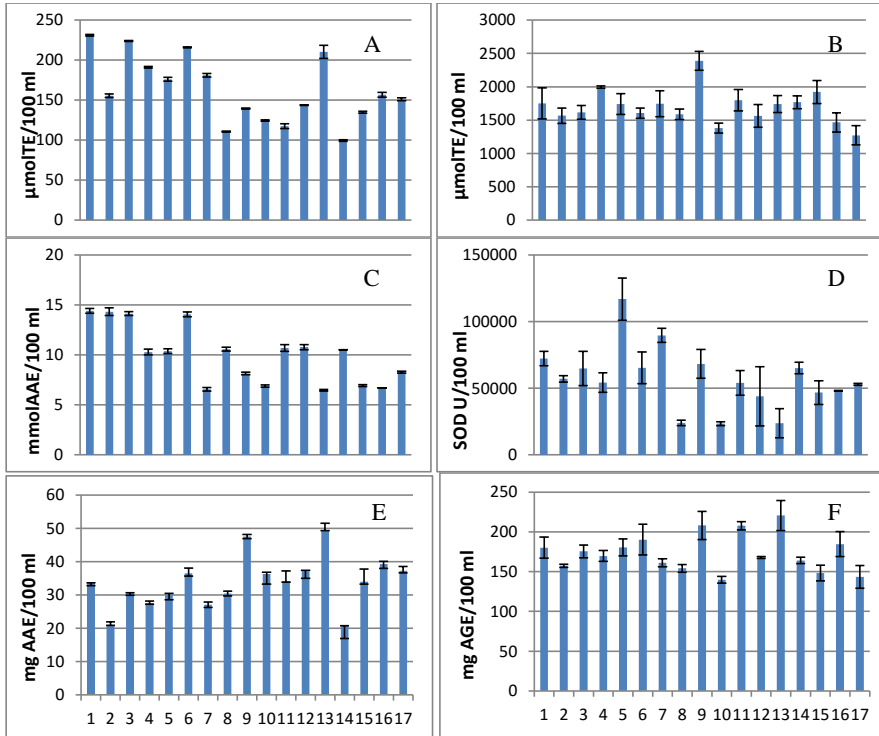 A
250
200
150
100
50
0
µmolTE/100 ml
B
3000
2500
2000
1500
1000
500
0
µmolTE/100 ml
C
20
15
10
5
0
mmolAAE/100 ml
D
150000
100000
50000
0
SOD U/100 ml
E
60
50
40
30
20
10
0
mg AAE/100 ml
1 2 3 4 5 6 7 8 9 10 11 12 13 14 15 16 17
F
250
200
150
100
50
0
mg AGE/100 ml
1 2 3 4 5 6 7 8 9 10 11 12 13 14 15 16 17